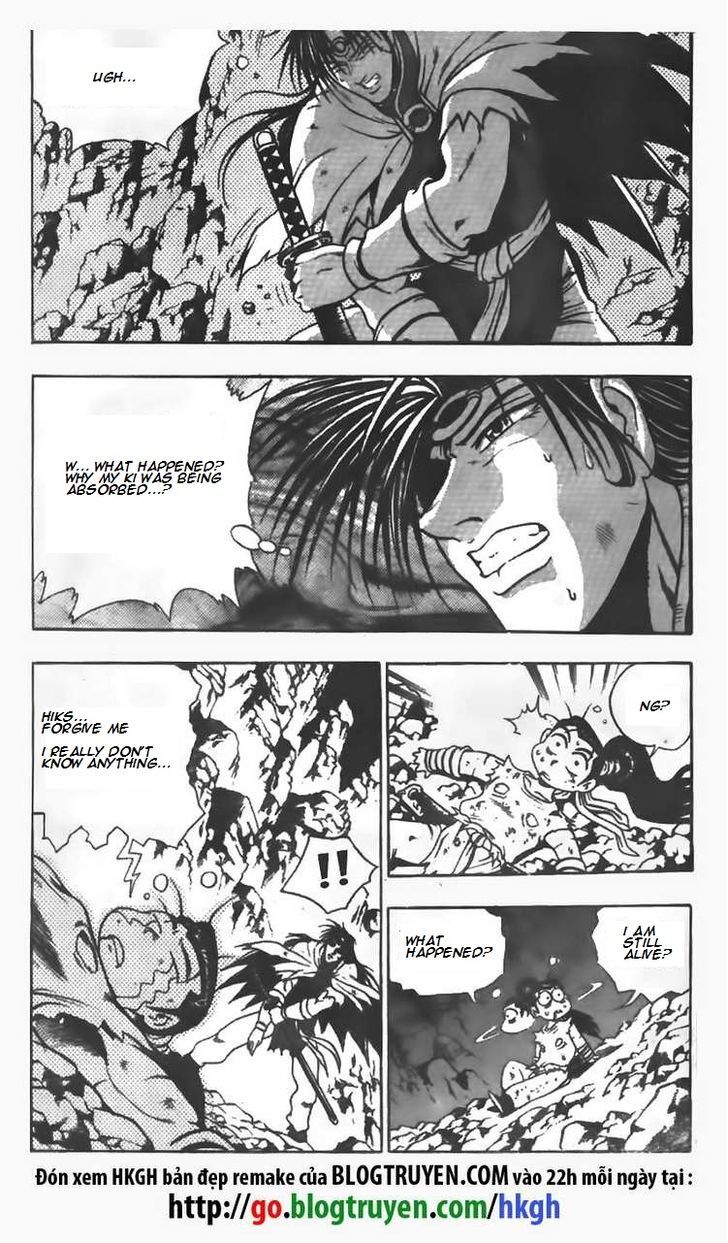 UGH...
W... WHAT HAPPENED?
WHY MY KI WAS BEING
ABSORBED...?
HIKS...
FORGIVE ME
I REALLY DON'T
KNOW ANYTHING...
!!
NG?
WHAT
HAPPENED?
I AM
STILL
ALIVE?
Đón xem HKGH bản đẹp remake của BLOGTRUYEN.COM vào 22h mỗi ngày tại :
http://go.blogtruyen.com/hkgh